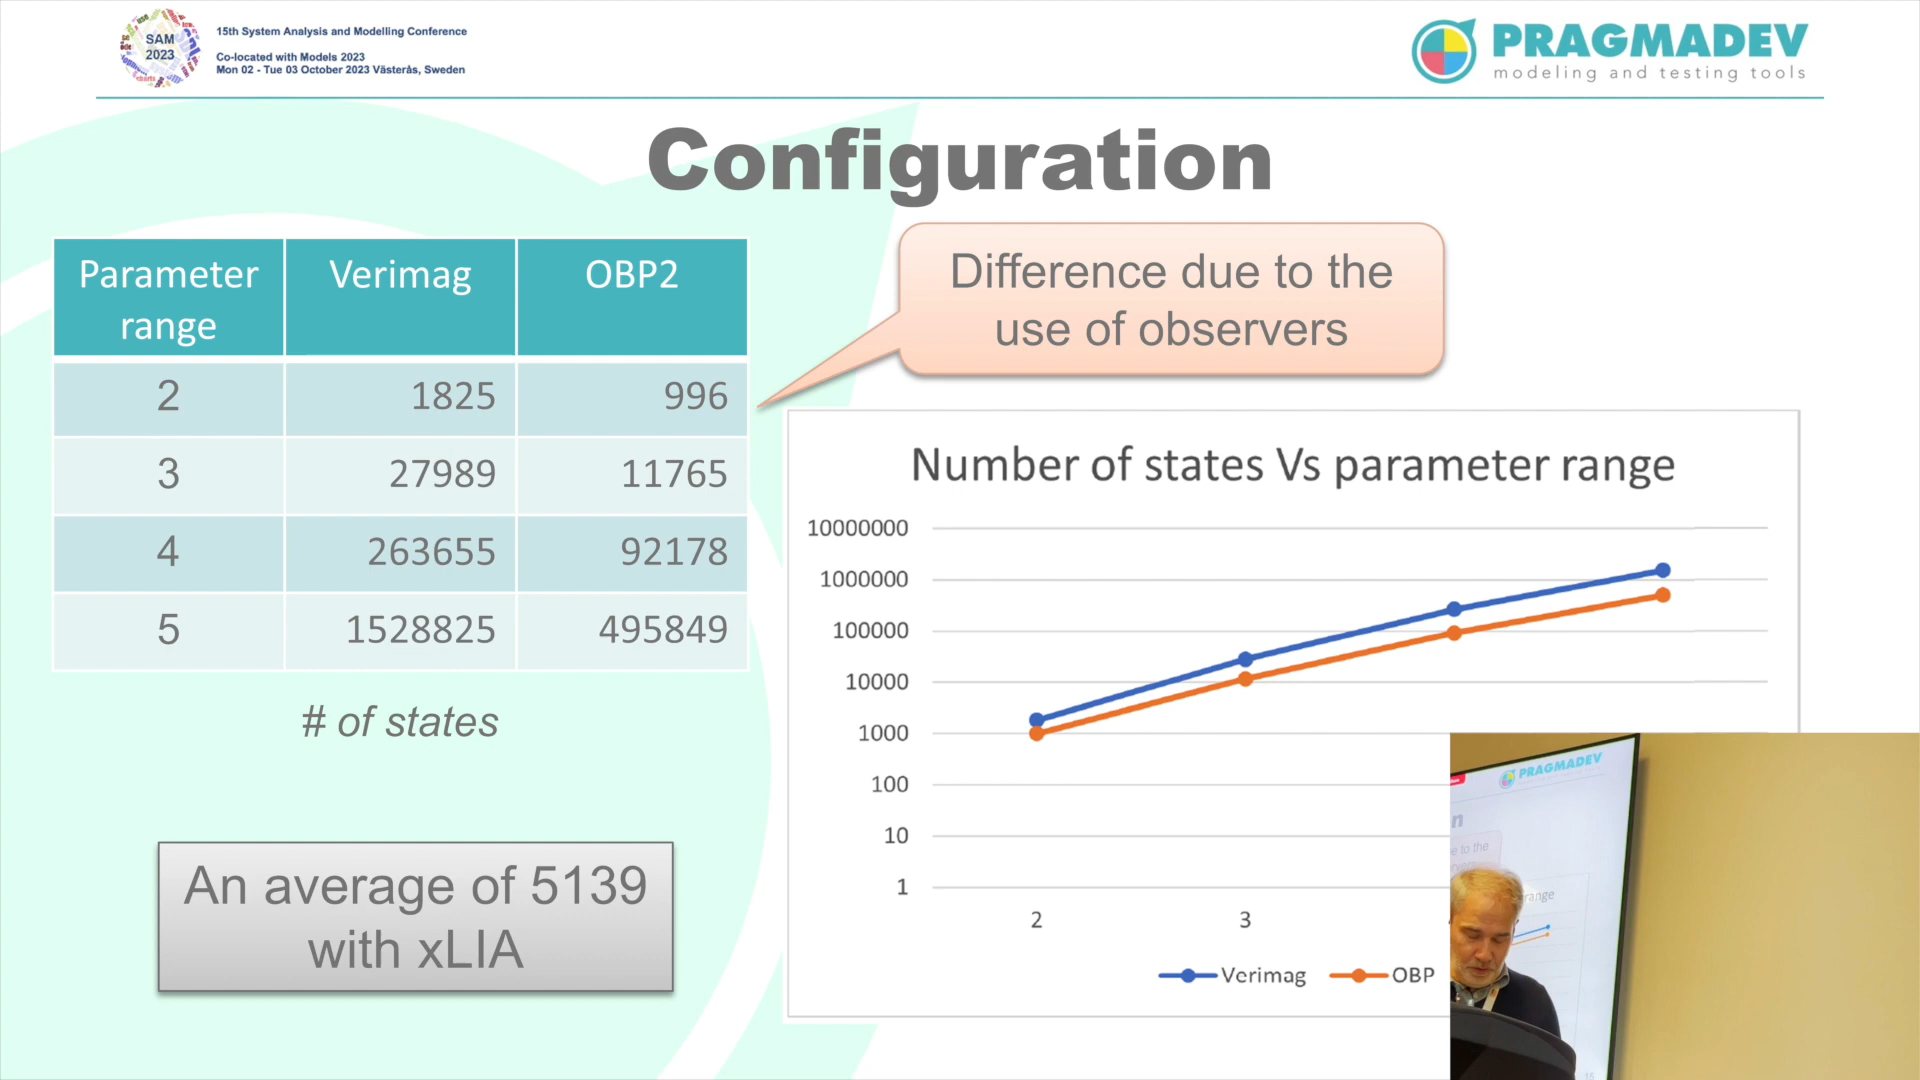 SAM
2023
15th System Analysis and Modelling Conference
Co-located with Models 2023
Mon 02 - Tue 03 October 2023 Västerås, Sweden
PRAGMADEV
modeling and testing tools
Configuration
Parameter range Verimag OBP2
2 1825 996
3 27989 11765
4 263655 92178
5 1528825 495849
# of states
An average of 5139
with xLIA
Difference due to the
use of observers
Number of states Vs parameter range
10000000
1000000
100000
10000
1000
100
10
1
2 3
Verimag OBP
PRAGMADEV
n
e to the
range